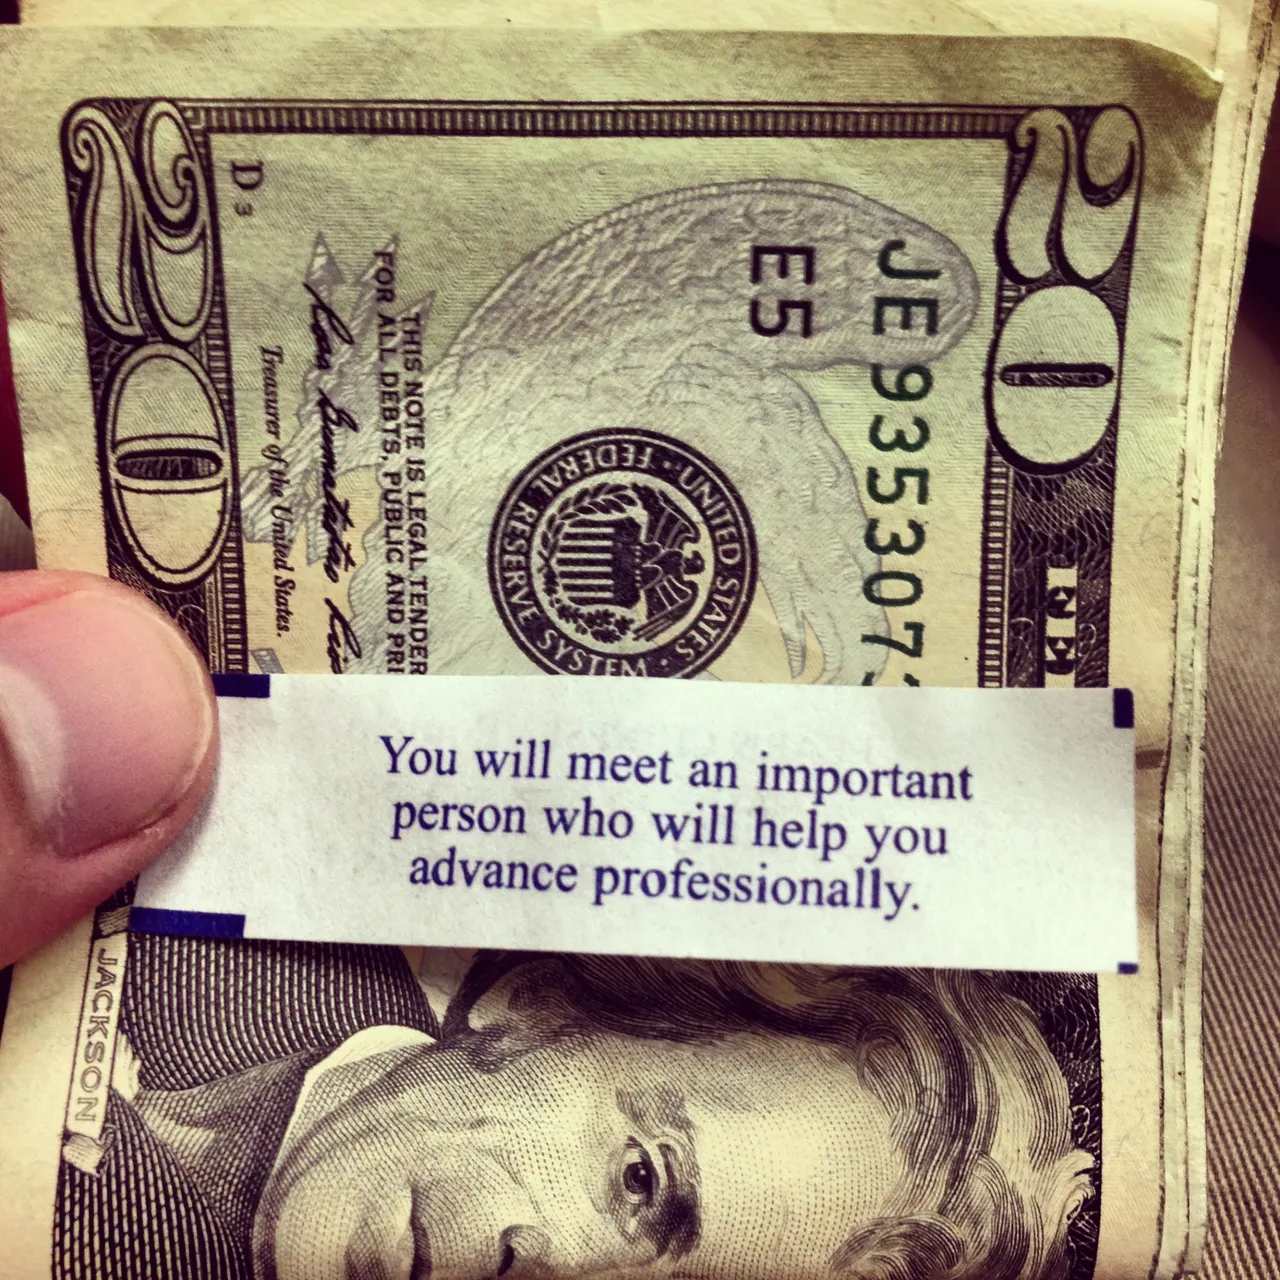 20
20
D 3
E5
JE935307
THIS NOTE IS LEGAL TENDER
FOR ALL DEBTS, PUBLIC AND PRI
Treasurer of the United States.
UNITED STATES · FEDERAL RESERVE SYSTEM ·
You will meet an important
person who will help you
advance professionally.
JACKSON